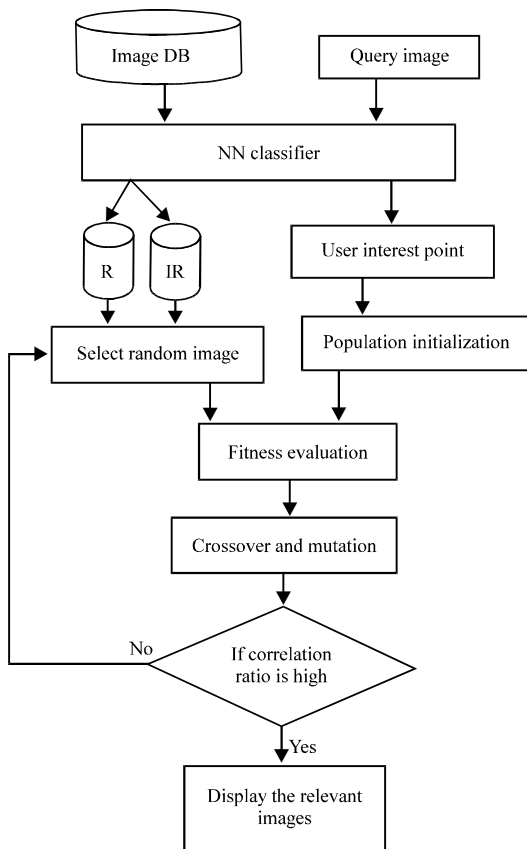 Image DB
Query image
NN classifier
R
IR
User interest point
Select random image
Population initialization
Fitness evaluation
Crossover and mutation
No
If correlation
ratio is high
Yes
Display the relevant
images